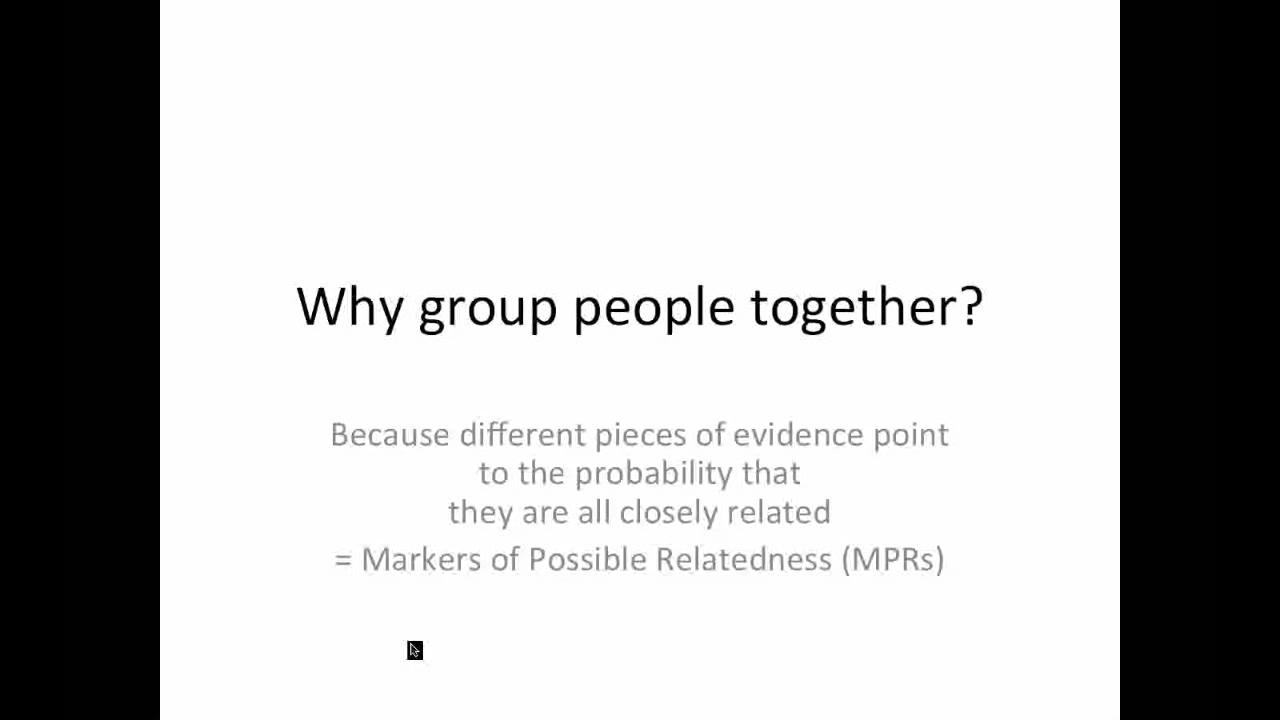 Why group people together?
Because different pieces of evidence point
to the probability that
they are all closely related
= Markers of Possible Relatedness (MPRs)